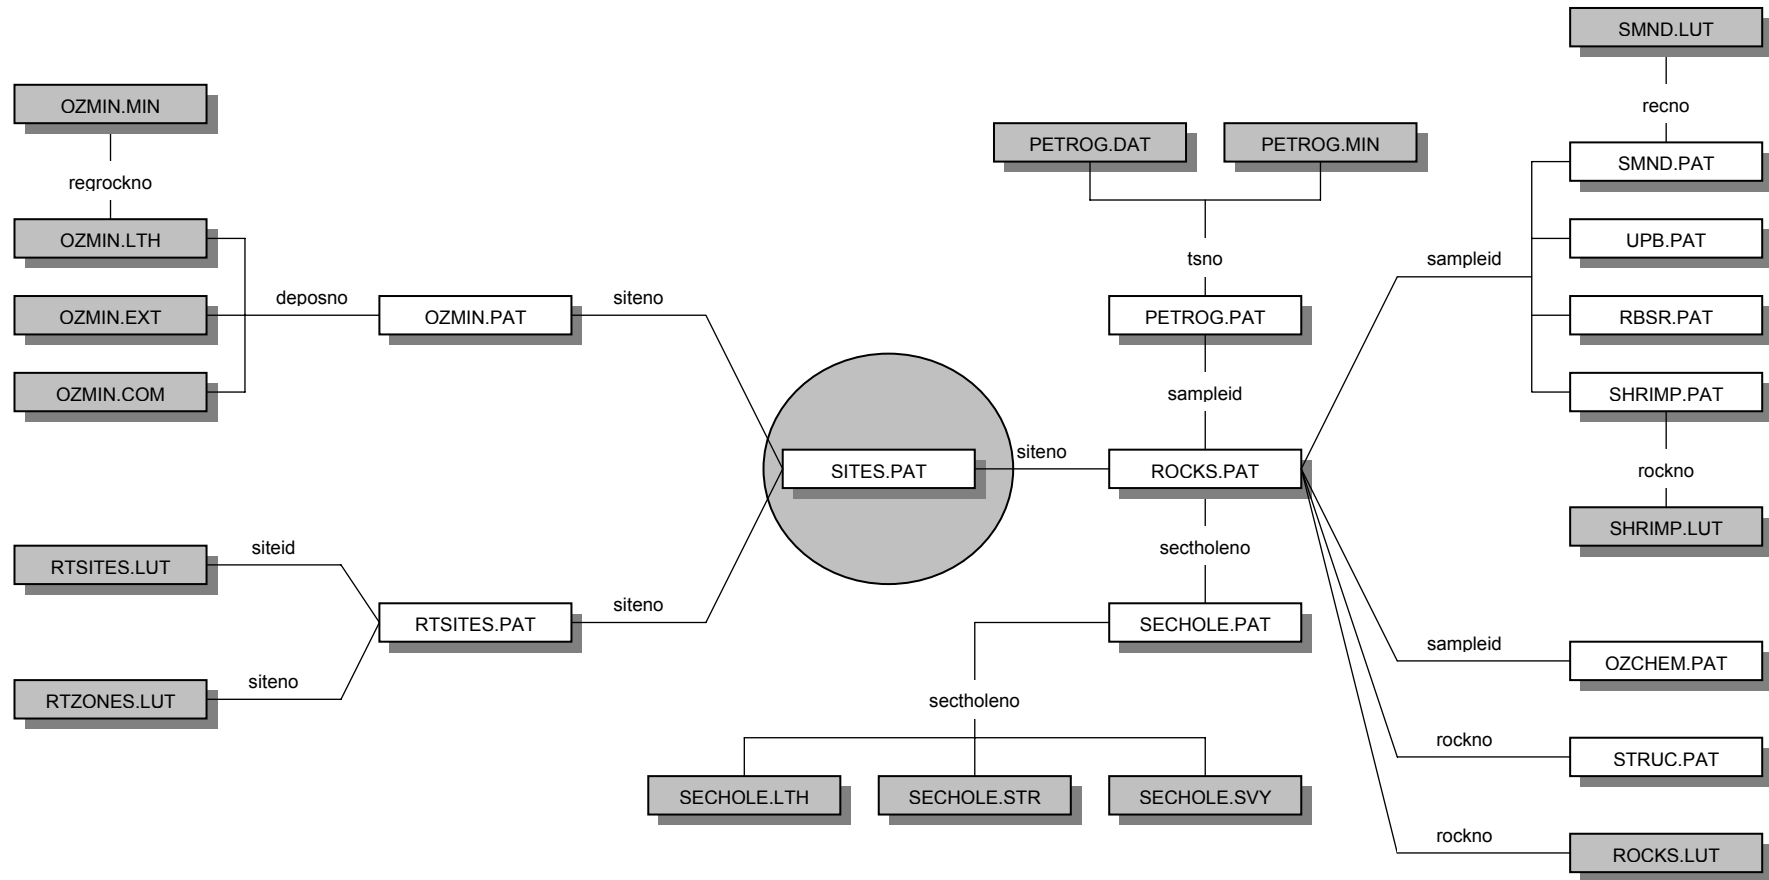 SMND.LUT
OZMIN.MIN
recno
PETROG.DAT
PETROG.MIN
SMND.PAT
regrockno
OZMIN.LTH
UPB.PAT
tsno
sampleid
deposno
siteno
OZMIN.EXT
OZMIN.PAT
PETROG.PAT
RBSR.PAT
OZMIN.COM
sampleid
SHRIMP.PAT
siteno
SITES.PAT
ROCKS.PAT
rockno
SHRIMP.LUT
siteid
sectholeno
RTSITES.LUT
siteno
RTSITES.PAT
SECHOLE.PAT
sampleid
OZCHEM.PAT
siteno
RTZONES.LUT
sectholeno
rockno
STRUC.PAT
SECHOLE.LTH
SECHOLE.STR
SECHOLE.SVY
rockno
ROCKS.LUT